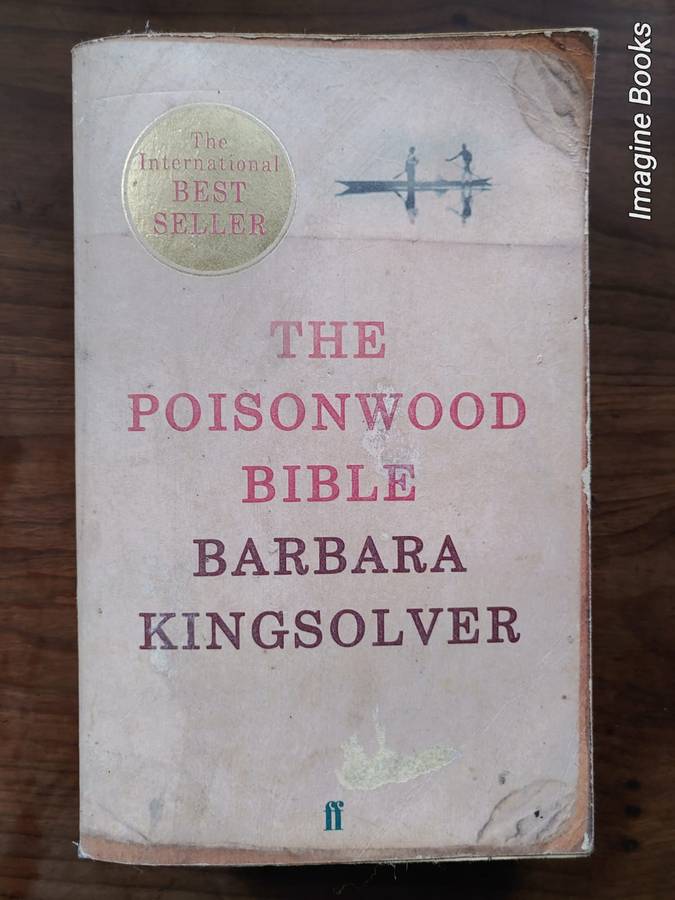 The
International
BEST
SELLER
THE
POISONWOOD
BIBLE
BARBARA
KINGSOLVER
ff
Imagine Books